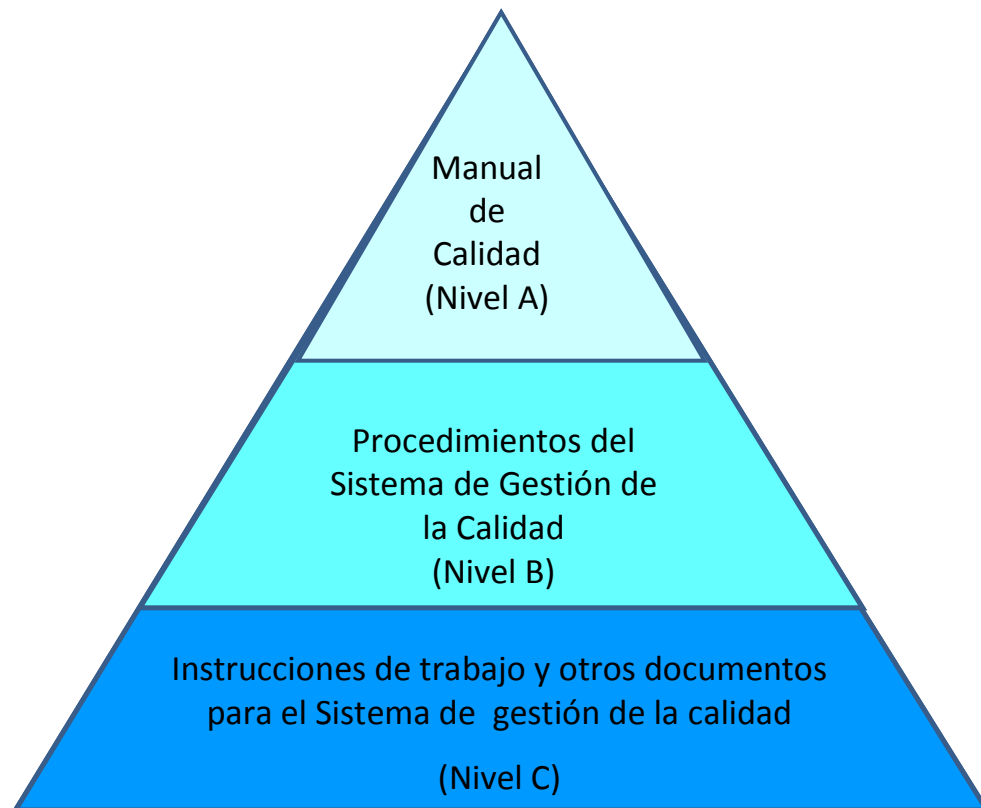 Manual
de
Calidad
(Nivel A)
Procedimientos del
Sistema de Gestión de
la Calidad
(Nivel B)
Instrucciones de trabajo y otros documentos
para el Sistema de  gestión de la calidad
(Nivel C)